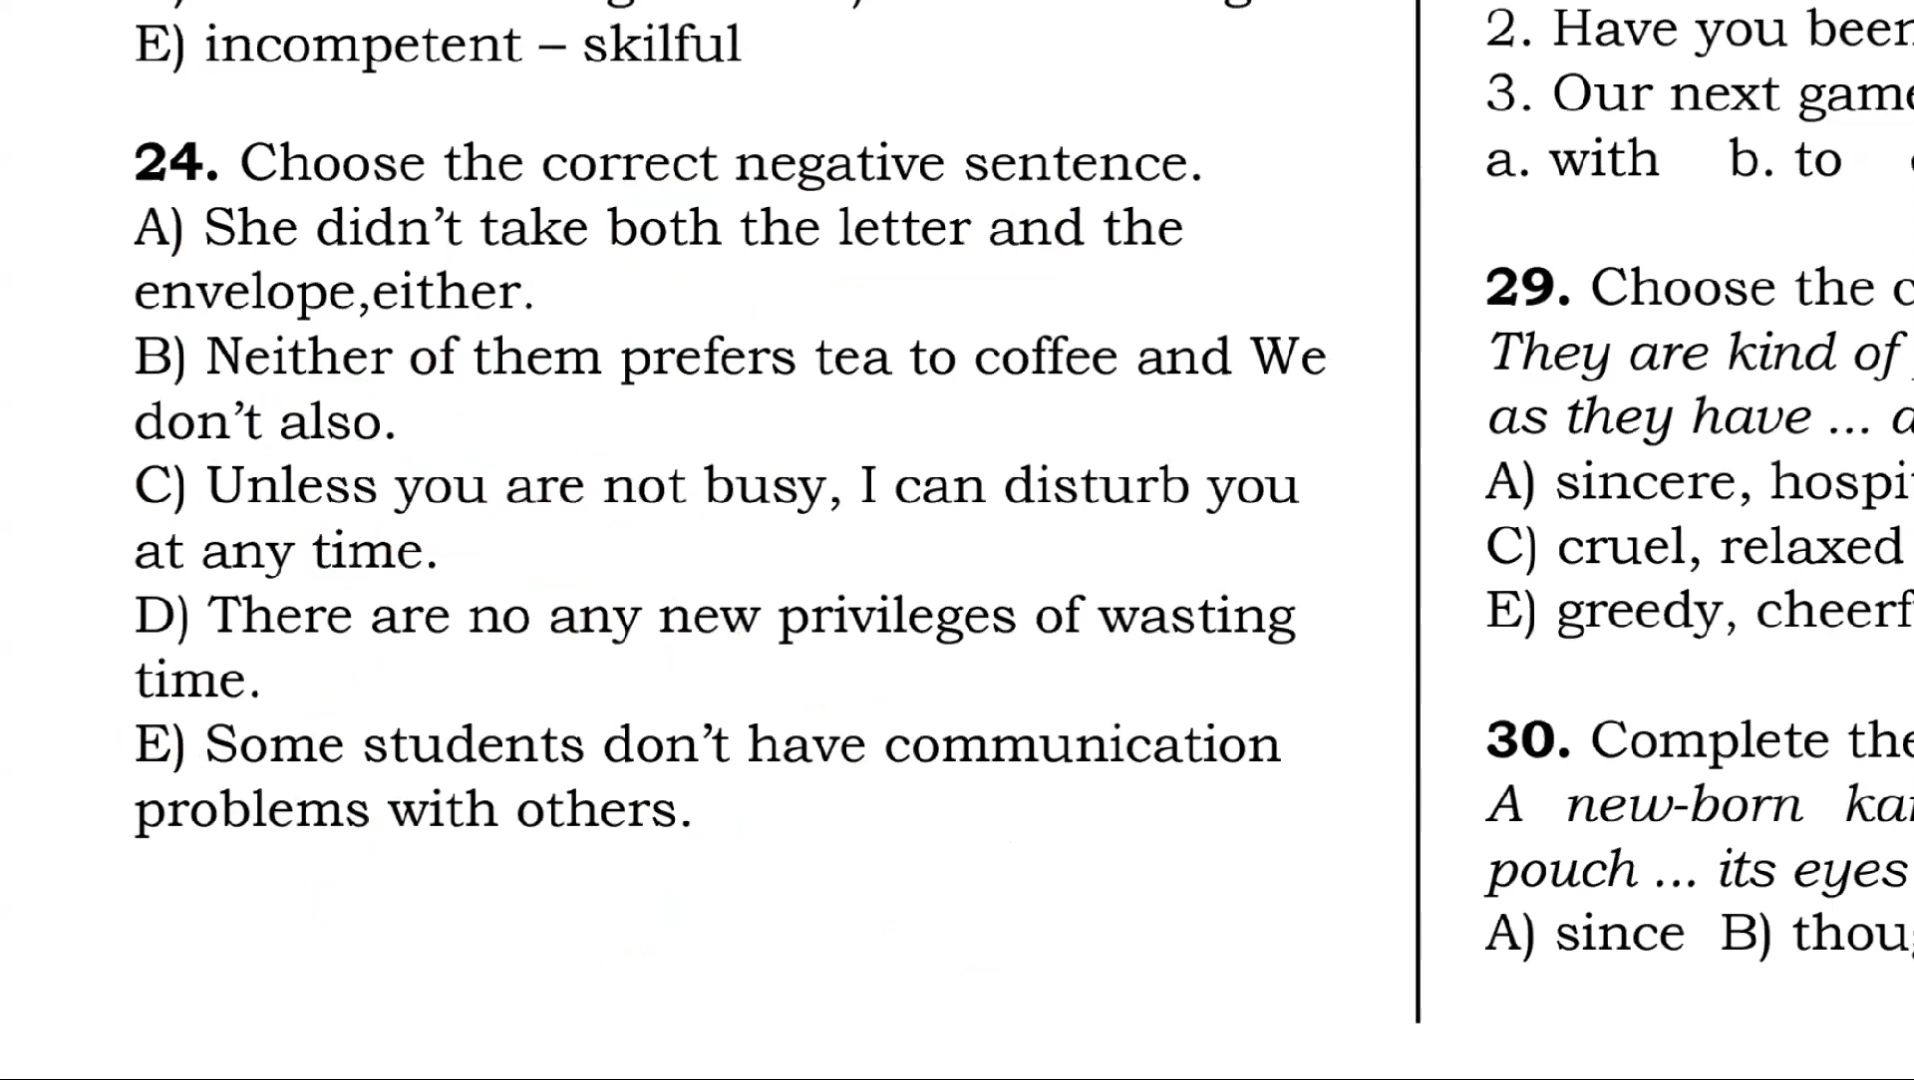 E) incompetent – skilful
24. Choose the correct negative sentence.
A) She didn’t take both the letter and the
envelope,either.
B) Neither of them prefers tea to coffee and We
don’t also.
C) Unless you are not busy, I can disturb you
at any time.
D) There are no any new privileges of wasting
time.
E) Some students don’t have communication
problems with others.
2. Have you been
3. Our next game
a. with b. to
29. Choose the
They are kind of
as they have ...
A) sincere,
C) cruel, relaxed
E) greedy,
30. Complete the
A new-born
pouch ... its eyes
A) since B)